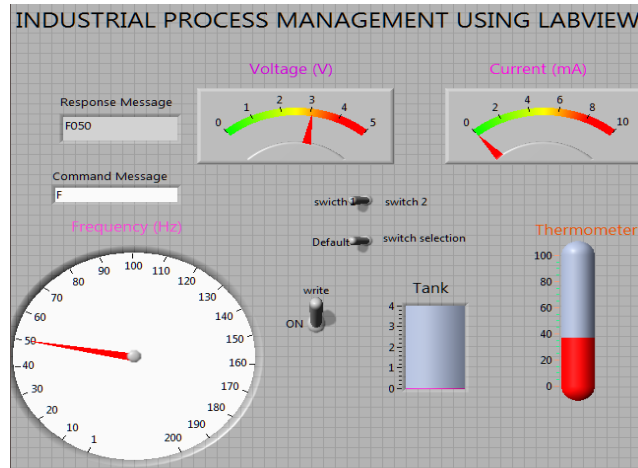 INDUSTRIAL PROCESS MANAGEMENT USING LABVIEW
Voltage (V)
0 1 2 3 4 5
Current (mA)
0 2 4 6 8 10
Response Message
F050
Command Message
F
swicth 1 switch 2
Default switch selection
Frequency (Hz)
1 10 20 30 40 50 60 70 80 90 100 110 120 130 140 150 160 170 180 190 200
write
ON
Tank
4
3
2
1
0
Thermometer
100
80
60
40
20
0